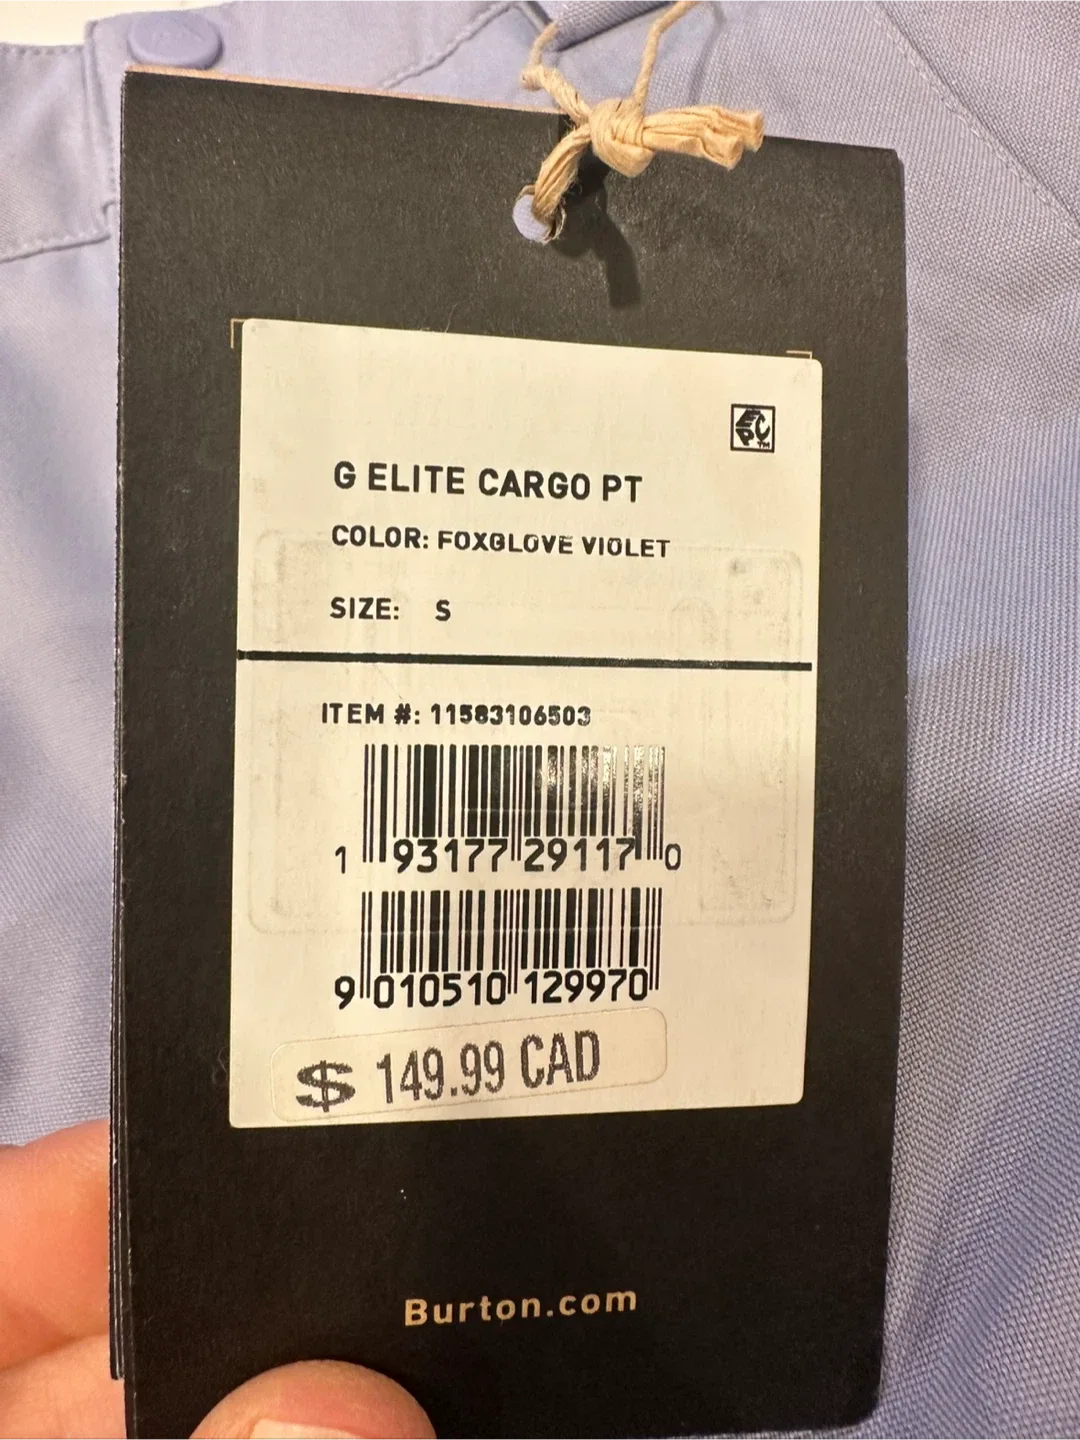 EPC™
G ELITE CARGO PT
COLOR: FOXGLOVE VIOLET
SIZE: S
ITEM #: 11583106503
1 93177 29117 0
9 010510 129970
$ 149.99 CAD
Burton.com